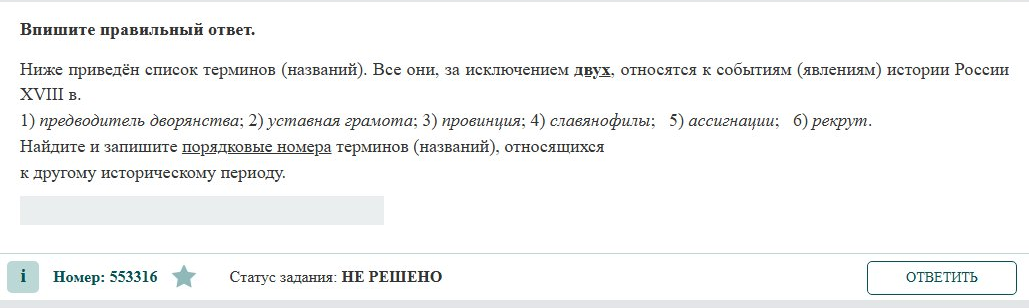 Впишите правильный ответ.
Ниже приведён список терминов (названий). Все они, за исключением двух, относятся к событиям (явлениям) истории России
XVIII в.
1) предводитель дворянства; 2) уставная грамота; 3) провинция; 4) славянофилы; 5) ассигнации; 6) рекрут.
Найдите и запишите порядковые номера терминов (названий), относящихся
к другому историческому периоду.
i Номер: 553316 Статус задания: НЕ РЕШЕНО ОТВЕТИТЬ